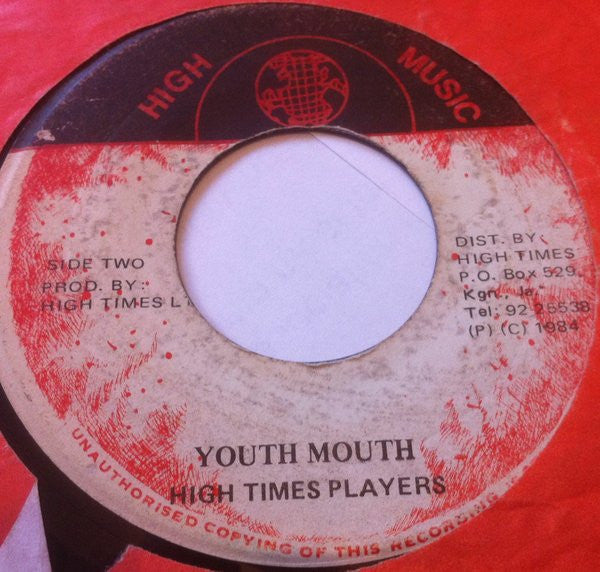 HIGH MUSIC
SIDE TWO
PROD. BY:
HIGH TIMES
DIST. BY:
HIGH TIMES
P.O. Box 529,
Kgn., Ja.
Tel: 92 25538
(P) (C) 1984
YOUTH MOUTH
HIGH TIMES PLAYERS
UNAUTHORISED COPYING OF THIS RECORDING